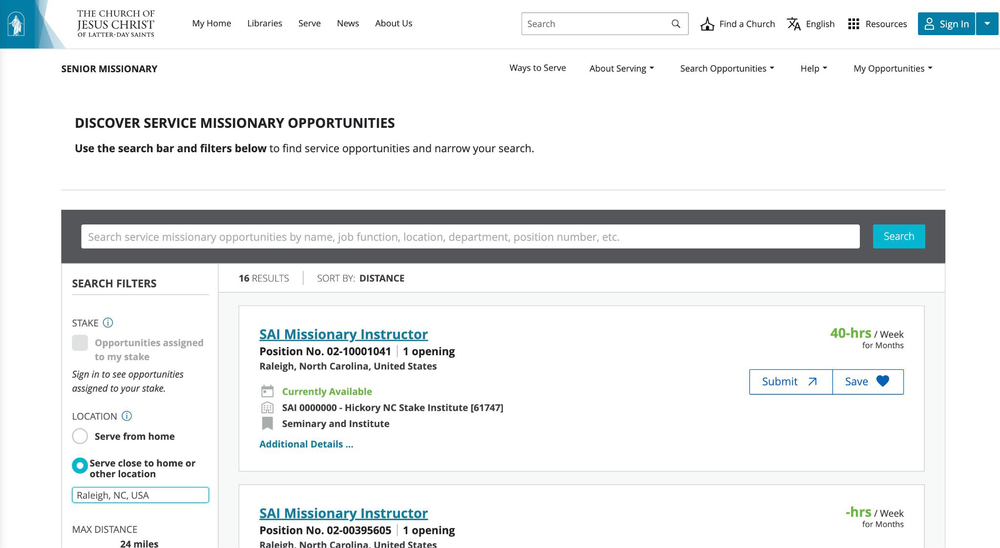 THE CHURCH OF
JESUS CHRIST
OF LATTER-DAY SAINTS
My Home
Libraries
Serve
News
About Us
Search
Find a Church
English
Resources
Sign In
SENIOR MISSIONARY
Ways to Serve
About Serving
Search Opportunities
Help
My Opportunities
DISCOVER SERVICE MISSIONARY OPPORTUNITIES
Use the search bar and filters below to find service opportunities and narrow your search.
Search service missionary opportunities by name, job function, location, department, position number, etc.
Search
SEARCH FILTERS
STAKE
Opportunities assigned
to my stake
Sign in to see opportunities
assigned to your stake.
LOCATION
Serve from home
Serve close to home or
other location
Raleigh, NC, USA
MAX DISTANCE
24 miles
16 RESULTS
SORT BY: DISTANCE
SAI Missionary Instructor
Position No. 02-10001041 | 1 opening
Raleigh, North Carolina, United States
Currently Available
SAI 0000000 - Hickory NC Stake Institute [61747]
Seminary and Institute
Additional Details ...
40-hrs / Week
for Months
Submit
Save
SAI Missionary Instructor
Position No. 02-00395605 | 1 opening
Raleigh, North Carolina, United States
-hrs / Week
for Months